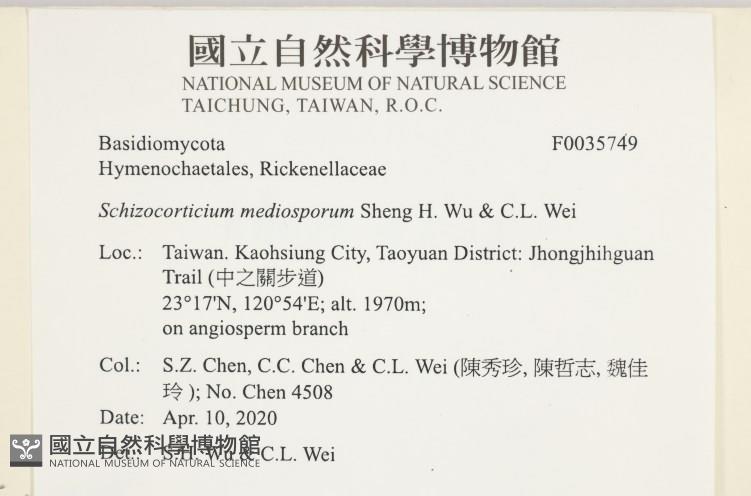 國立自然科學博物館
NATIONAL MUSEUM OF NATURAL SCIENCE
TAICHUNG, TAIWAN, R.O.C.
Basidiomycota F0035749
Hymenochaetales, Rickenellaceae
Schizocorticium mediosporum Sheng H. Wu & C.L. Wei
Loc.: Taiwan. Kaohsiung City, Taoyuan District: Jhongjhihguan
Trail (中之關步道)
23°17'N, 120°54'E; alt. 1970m;
on angiosperm branch
Col.: S.Z. Chen, C.C. Chen & C.L. Wei (陳秀珍, 陳哲志, 魏佳
玲 ); No. Chen 4508
Date: Apr. 10, 2020
Det.: S.H. Wu & C.L. Wei
國立自然科學博物館
NATIONAL MUSEUM OF NATURAL SCIENCE